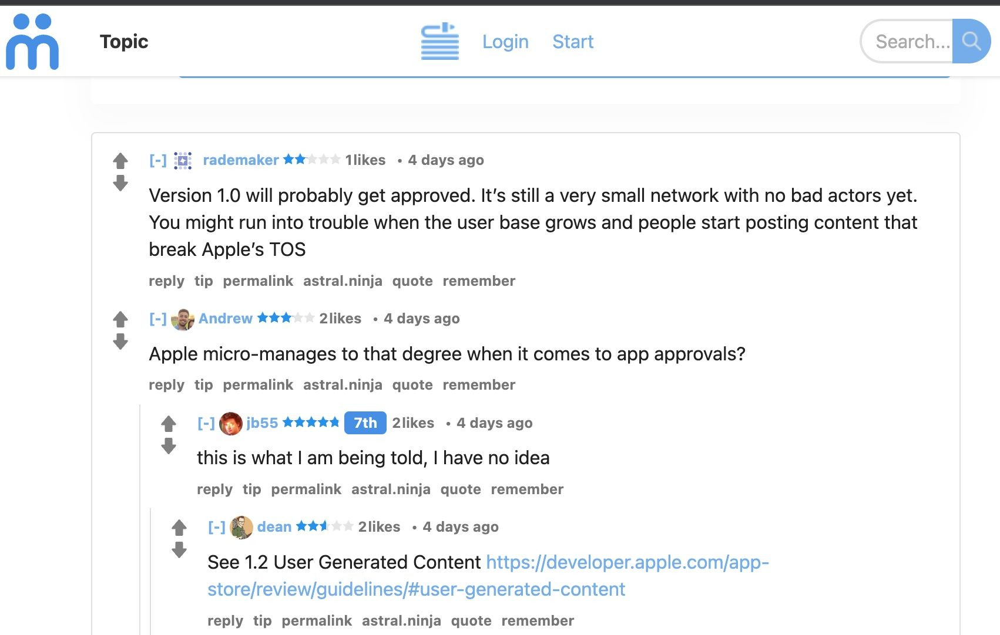 Topic
Login
Start
Search...
[-] rademaker 1likes • 4 days ago
Version 1.0 will probably get approved. It’s still a very small network with no bad actors yet.
You might run into trouble when the user base grows and people start posting content that
break Apple’s TOS
reply tip permalink astral.ninja quote remember
[-] Andrew 2likes • 4 days ago
Apple micro-manages to that degree when it comes to app approvals?
reply tip permalink astral.ninja quote remember
[-] jb55 7th 2likes • 4 days ago
this is what I am being told, I have no idea
reply tip permalink astral.ninja quote remember
[-] dean 2likes • 4 days ago
See 1.2 User Generated Content https://developer.apple.com/app-
store/review/guidelines/#user-generated-content
reply tip permalink astral.ninja quote remember